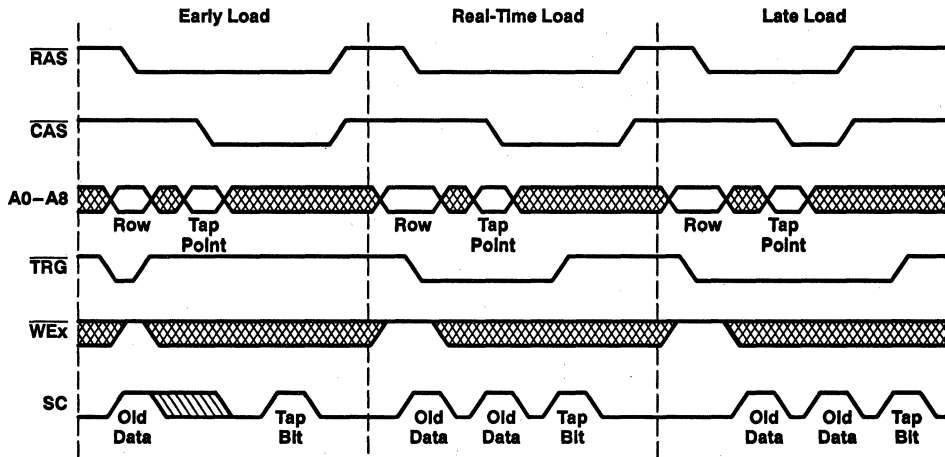 Early Load Real-Time Load Late Load
RAS
CAS
A0–A8
Row Tap Point Row Tap Point Row Tap Point
TRG
WEx
SC
Old Data Tap Bit Old Data Old Data Tap Bit Old Data Old Data Tap Bit